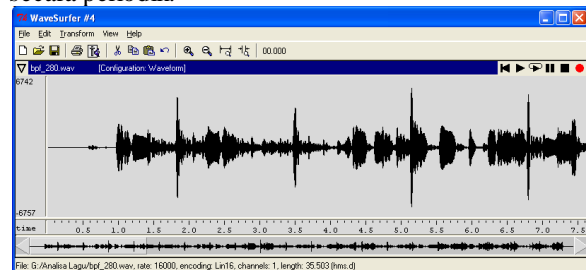 WaveSurfer #4
File Edit Transform View Help
00.000
bpf_280.wav [Configuration: Waveform]
6742
-6757
time 0.5 1.0 1.5 2.0 2.5 3.0 3.5 4.0 4.5 5.0 5.5 6.0 6.5 7.0 7.5
File: G:/Analisa Lagu/bpf_280.wav, rate: 16000, encoding: Lin16, channels: 1, length: 35.503 (hms.d)